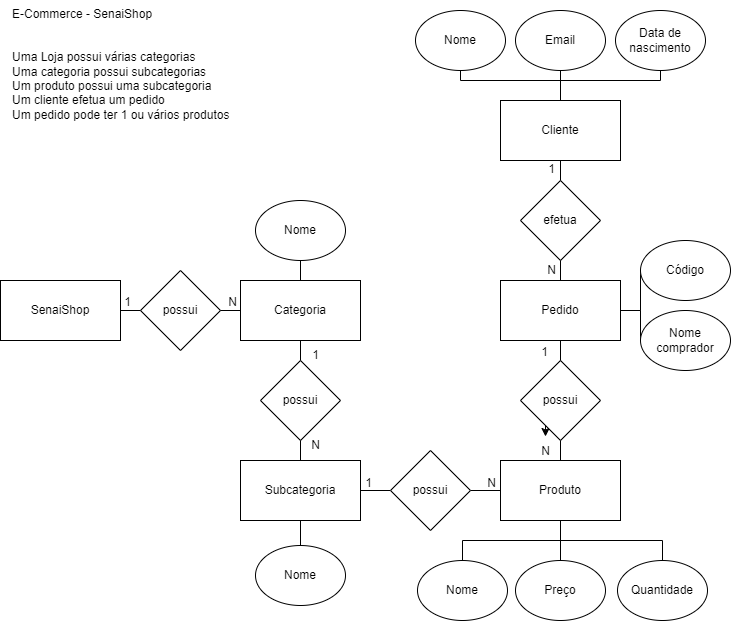 E-Commerce - SenaiShop
Uma Loja possui várias categorias
Uma categoria possui subcategorias
Um produto possui uma subcategoria
Um cliente efetua um pedido
Um pedido pode ter 1 ou vários produtos
Nome
Email
Data de
nascimento
Cliente
1
efetua
N
Nome
SenaiShop
1
possui
N
Categoria
Pedido
Código
Nome
comprador
1
possui
N
1
possui
N
Subcategoria
1
possui
N
Produto
Nome
Nome
Preço
Quantidade